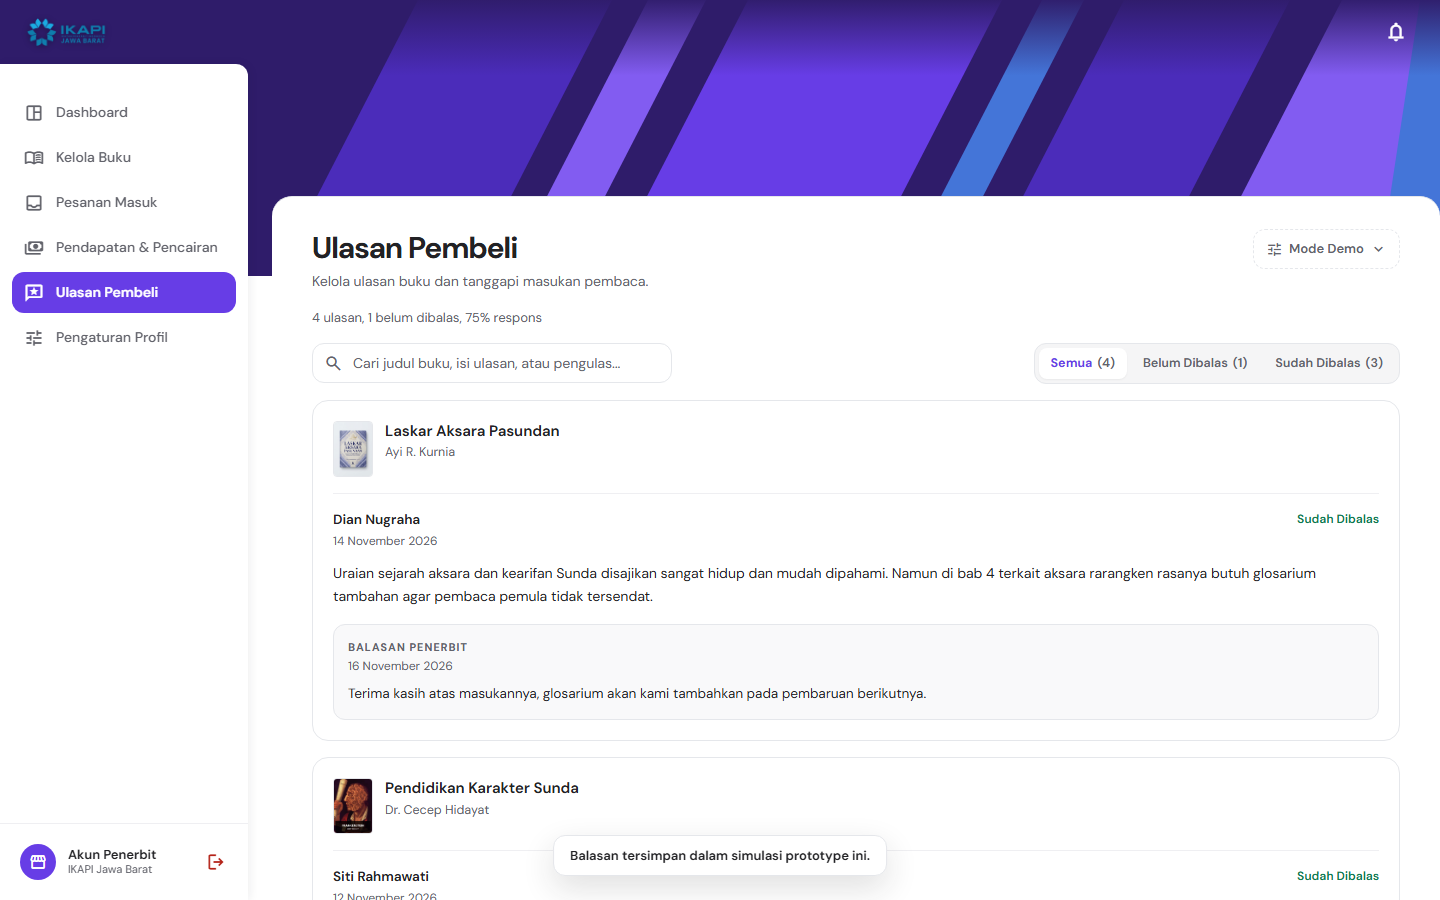 IKAPI
JAWA BARAT
Dashboard
Kelola Buku
Pesanan Masuk
Pendapatan & Pencairan
Ulasan Pembeli
Pengaturan Profil
Akun Penerbit
IKAPI Jawa Barat
Ulasan Pembeli
Kelola ulasan buku dan tanggapi masukan pembaca.
Mode Demo
4 ulasan, 1 belum dibalas, 75% respons
Cari judul buku, isi ulasan, atau pengulas...
Semua (4)
Belum Dibalas (1)
Sudah Dibalas (3)
LASKAR
AKSARA
PASUNDAN
Laskar Aksara Pasundan
Ayi R. Kurnia
Dian Nugraha
Sudah Dibalas
14 November 2026
Uraian sejarah aksara dan kearifan Sunda disajikan sangat hidup dan mudah dipahami. Namun di bab 4 terkait aksara rarangken rasanya butuh glosarium
tambahan agar pembaca pemula tidak tersendat.
BALASAN PENERBIT
16 November 2026
Terima kasih atas masukannya, glosarium akan kami tambahkan pada pembaruan berikutnya.
Pendidikan Karakter Sunda
Dr. Cecep Hidayat
Siti Rahmawati
Sudah Dibalas
12 November 2026
Balasan tersimpan dalam simulasi prototype ini.